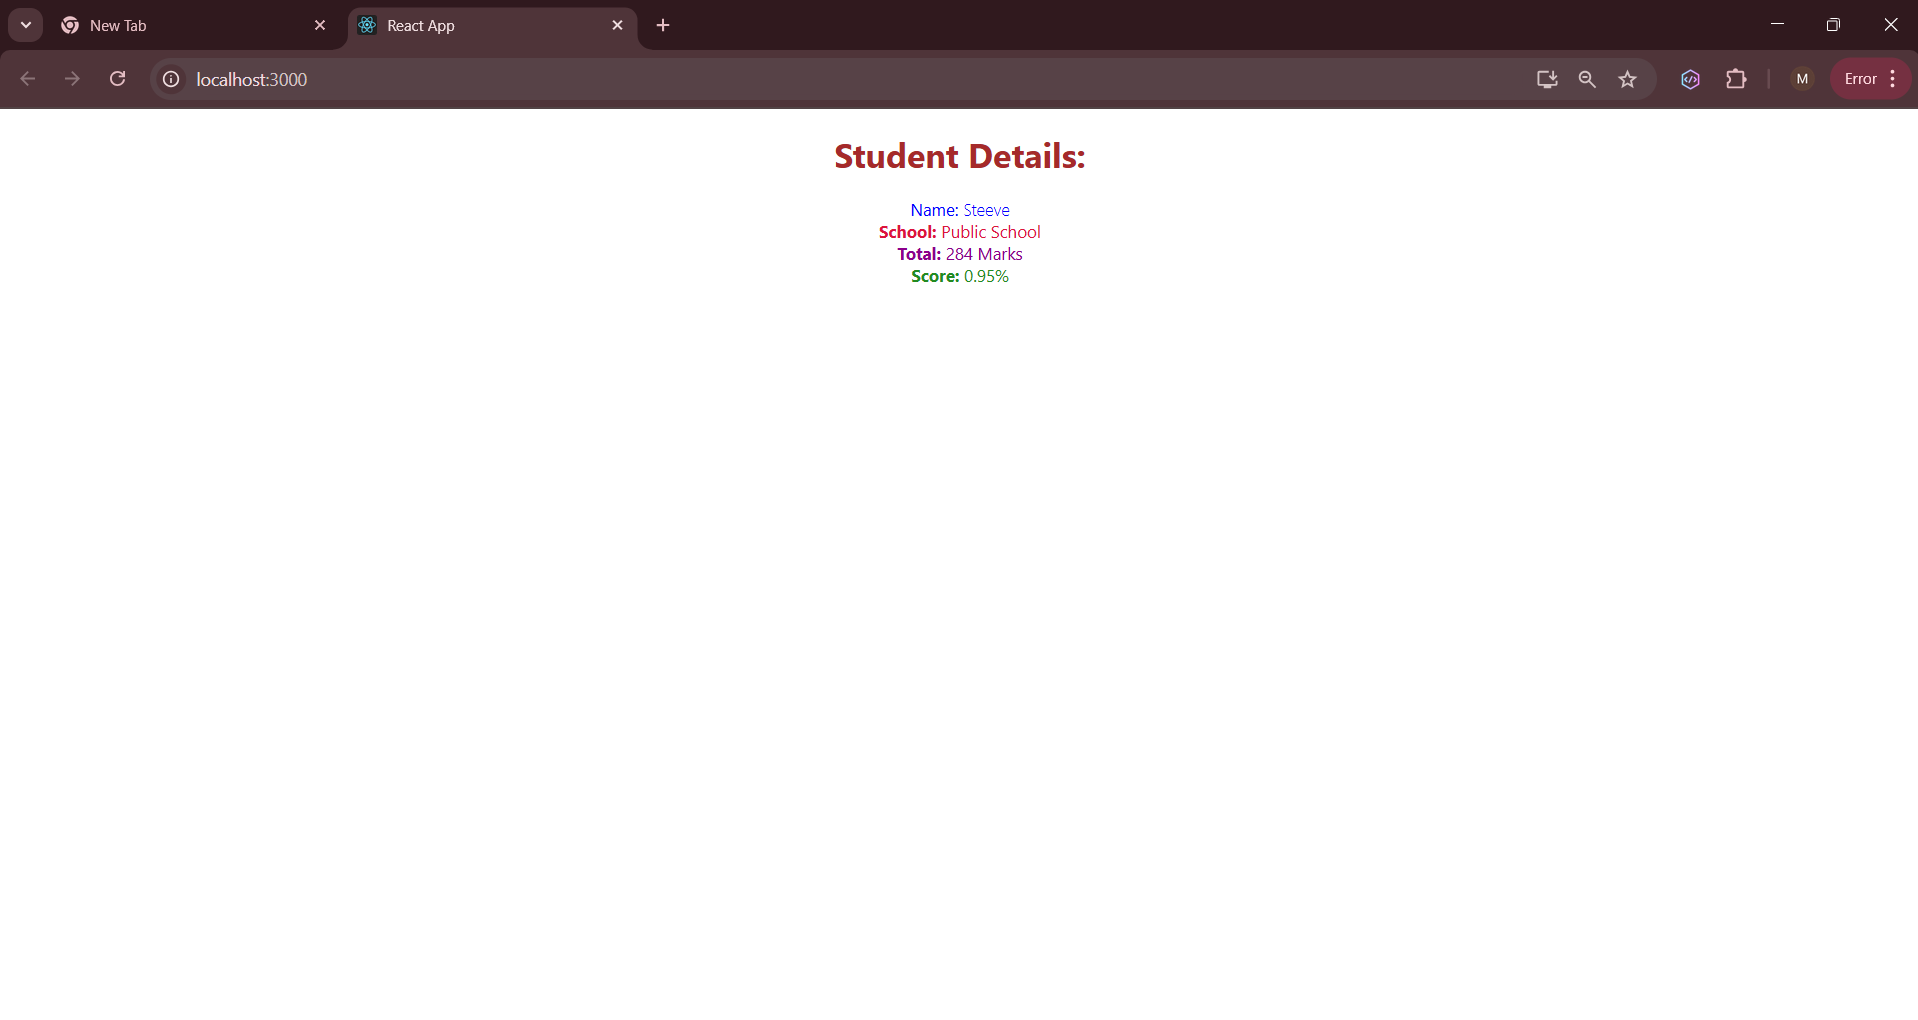 New Tab
React App
localhost:3000
M
Error
Student Details:
Name: Steeve
School: Public School
Total: 284 Marks
Score: 0.95%